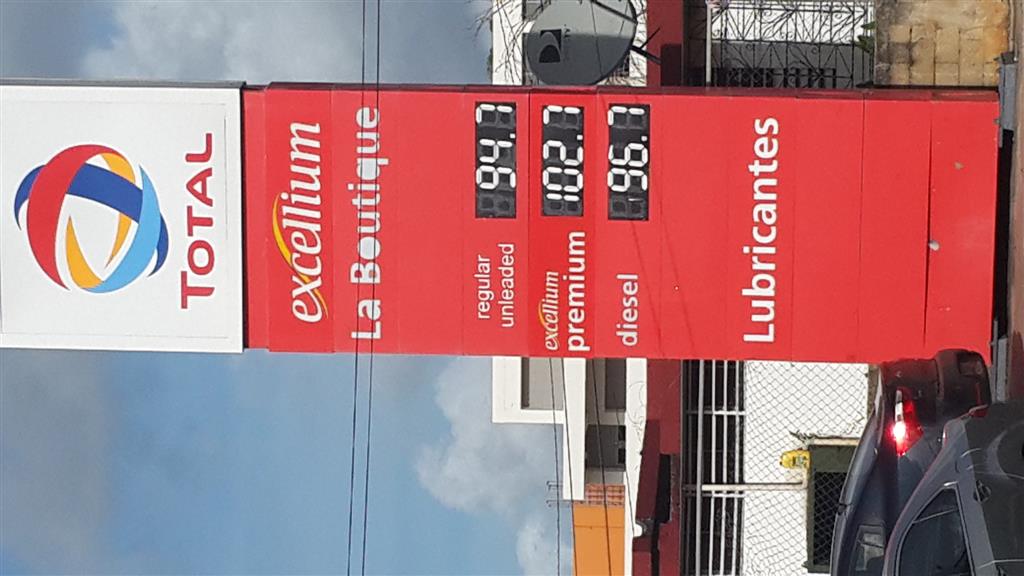 TOTAL
excellium
La Boutique
regular
unleaded
94.7
excellium
premium
102.7
diesel
96.7
Lubricantes